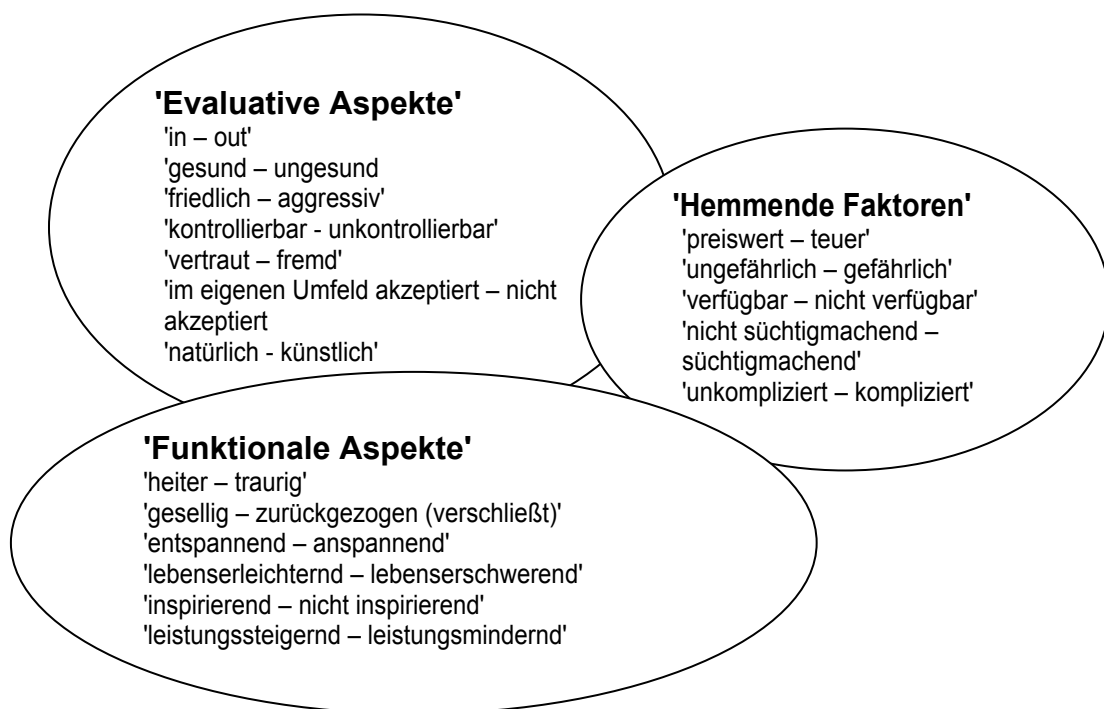 'Evaluative Aspekte'
'in – out'
'gesund – ungesund
'friedlich – aggressiv'
'kontrollierbar - unkontrollierbar'
'vertraut – fremd'
'im eigenen Umfeld akzeptiert – nicht
akzeptiert
'natürlich - künstlich'
'Hemmende Faktoren'
'preiswert – teuer'
'ungefährlich – gefährlich'
'verfügbar – nicht verfügbar'
'nicht süchtigmachend –
süchtigmachend'
'unkompliziert – kompliziert'
'Funktionale Aspekte'
'heiter – traurig'
'gesellig – zurückgezogen (verschließt)'
'entspannend – anspannend'
'lebenserleichternd – lebenserschwerend'
'inspirierend – nicht inspirierend'
'leistungssteigernd – leistungsmindernd'